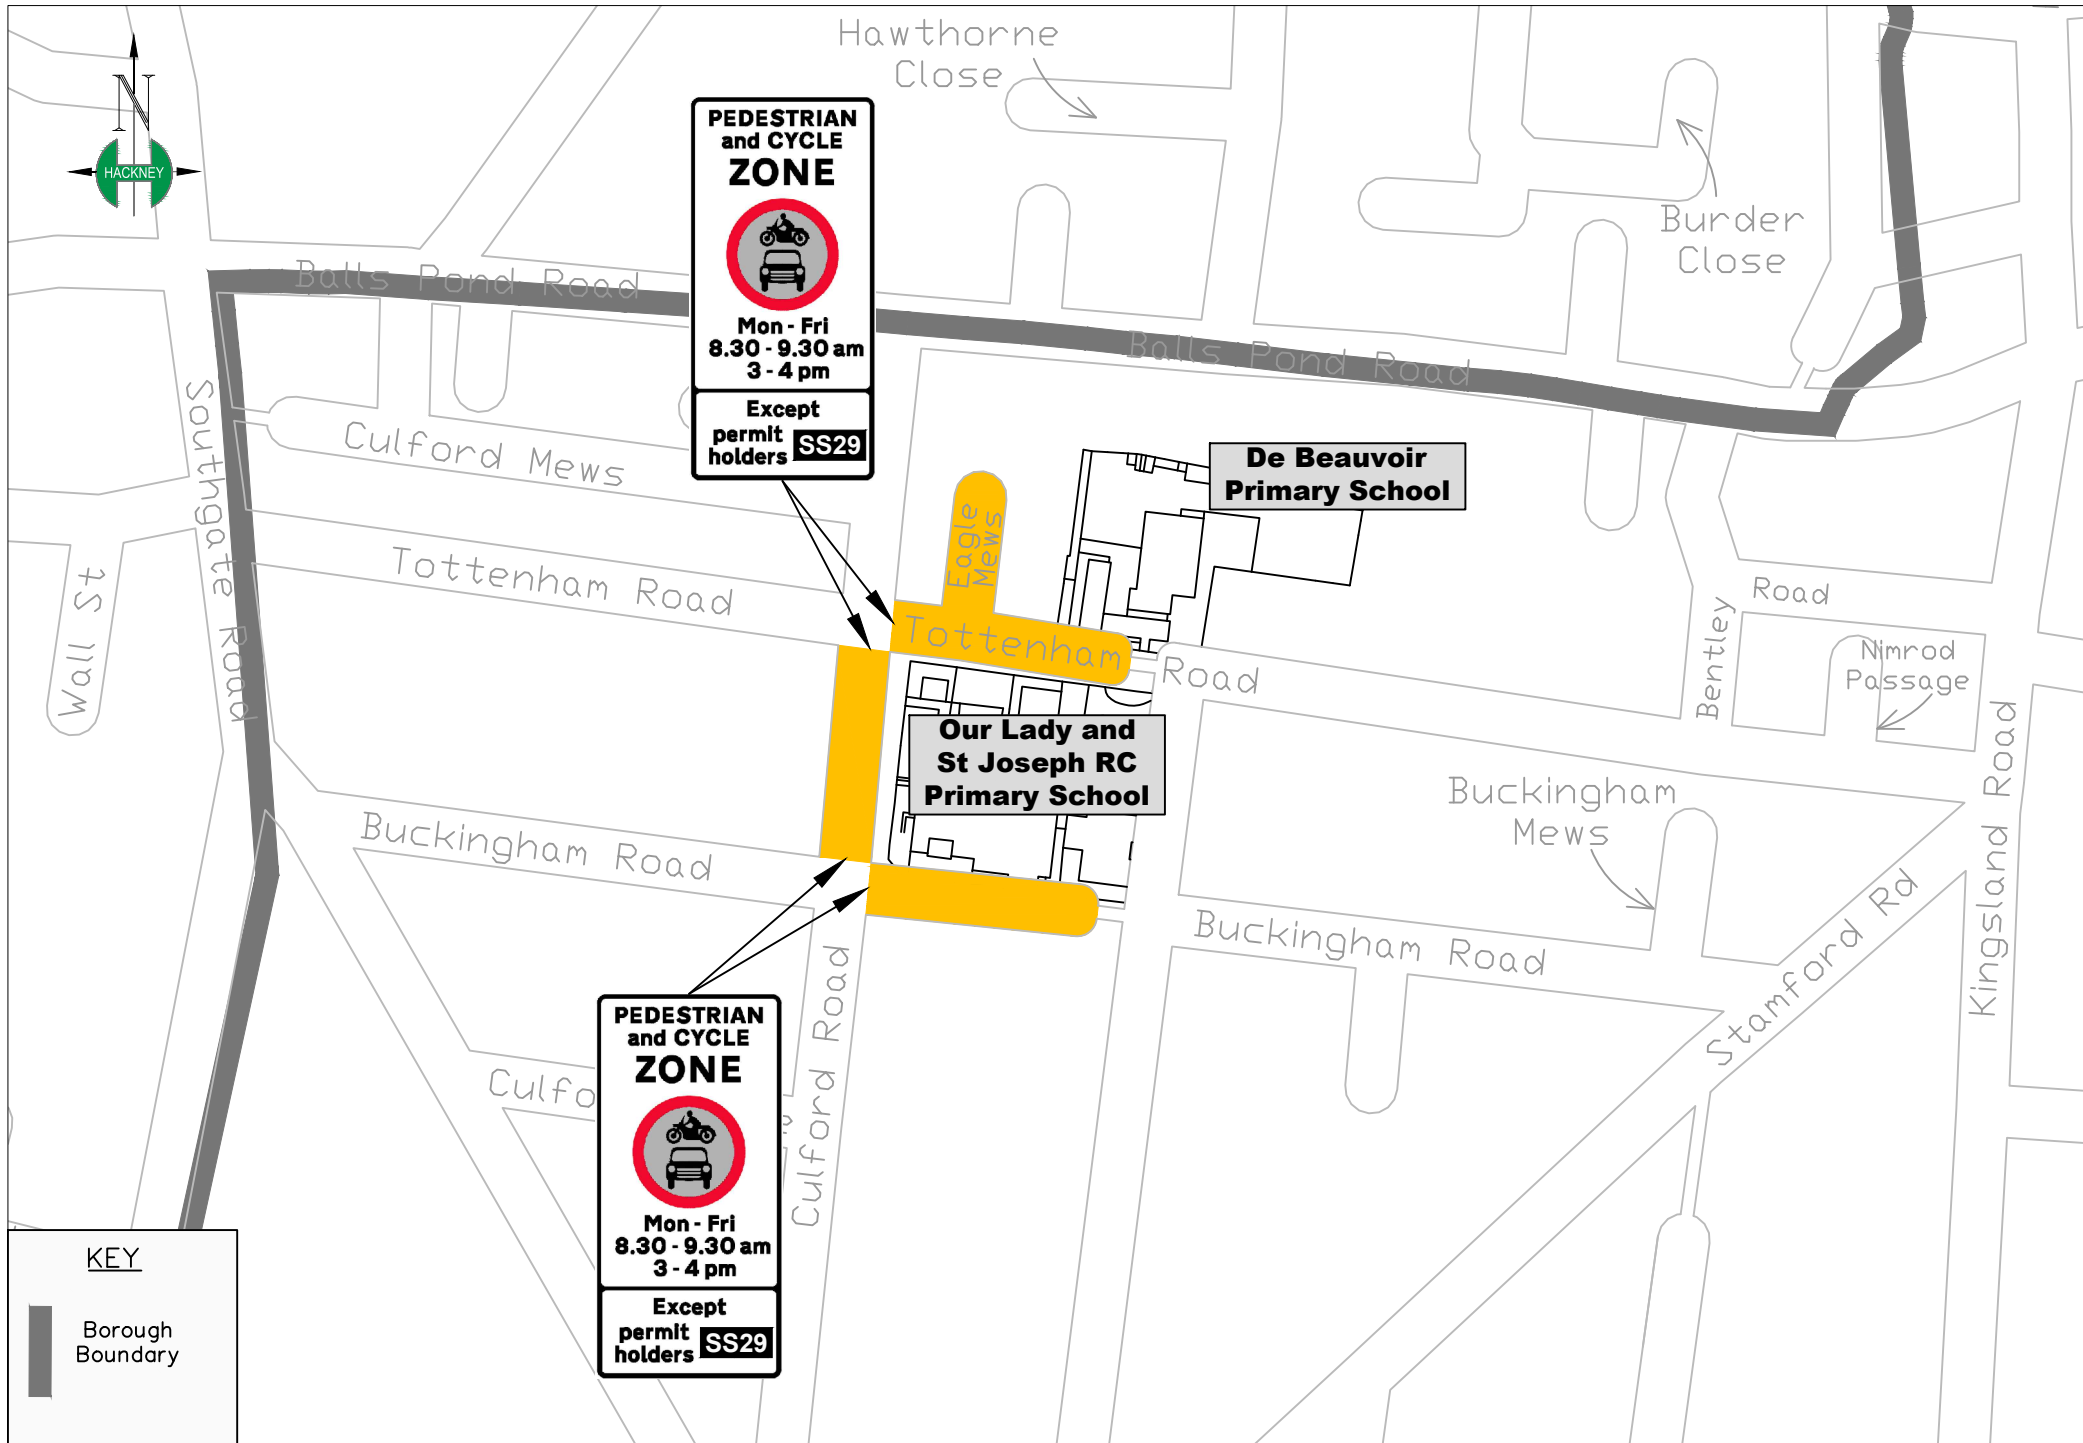 Hawthorne
Close
N
HACKNEY
PEDESTRIAN
and CYCLE
ZONE
Mon - Fri
8.30 - 9.30 am
3 - 4 pm
Except
permit
holders SS29
Burder
Close
Balls Pond Road
Balls Pond Road
Southgate Road
Culford Mews
De Beauvoir
Primary School
Eagle
Mews
Tottenham Road
Wall St
Tottenham
Road
Bentley
Road
Nimrod
Passage
Our Lady and
St Joseph RC
Primary School
Kingsland Road
Buckingham
Mews
Buckingham Road
Buckingham Road
Stamford Rd
Culford Road
PEDESTRIAN
and CYCLE
ZONE
Mon - Fri
8.30 - 9.30 am
3 - 4 pm
Except
permit
holders SS29
KEY
Borough
Boundary